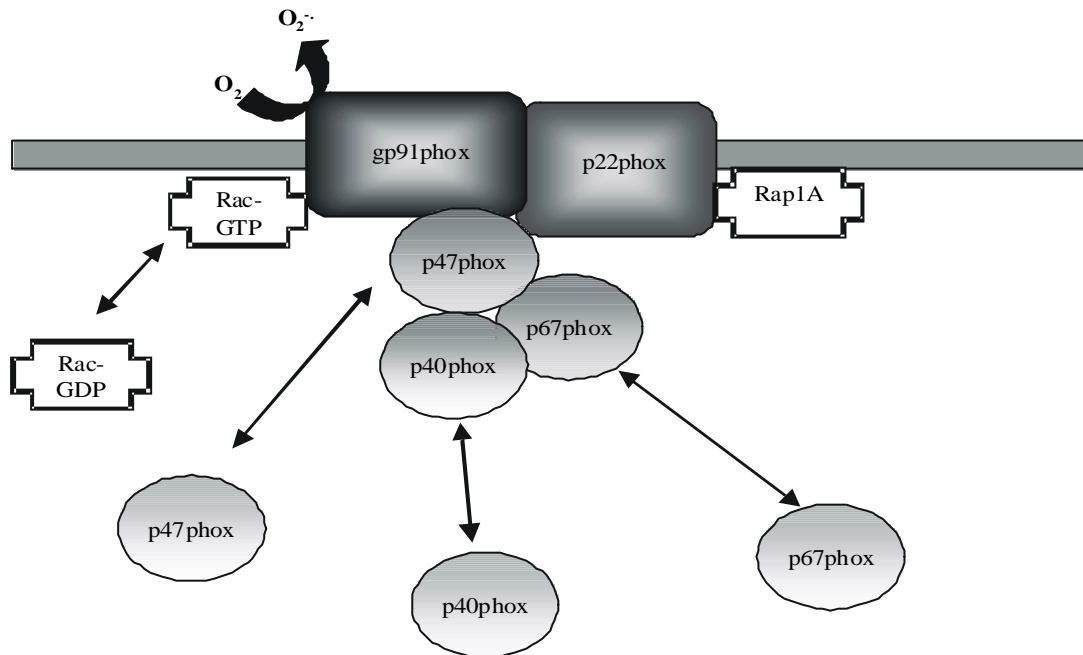 O₂⁻·
O₂
gp91phox
p22phox
Rac-
GTP
Rap1A
p47phox
p67phox
p40phox
Rac-
GDP
p47phox
p67phox
p40phox